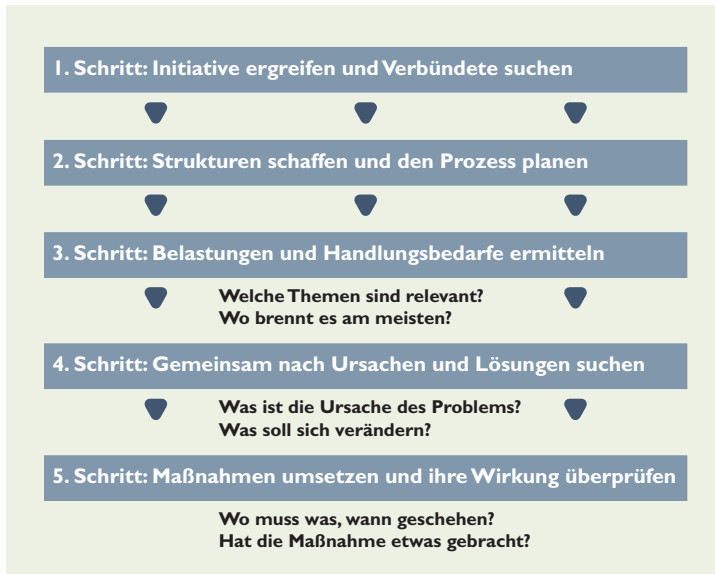 1. Schritt: Initiative ergreifen und Verbündete suchen
2. Schritt: Strukturen schaffen und den Prozess planen
3. Schritt: Belastungen und Handlungsbedarfe ermitteln
Welche Themen sind relevant?
Wo brennt es am meisten?
4. Schritt: Gemeinsam nach Ursachen und Lösungen suchen
Was ist die Ursache des Problems?
Was soll sich verändern?
5. Schritt: Maßnahmen umsetzen und ihre Wirkung überprüfen
Wo muss was, wann geschehen?
Hat die Maßnahme etwas gebracht?